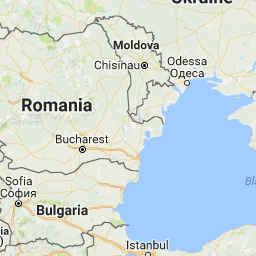 Ukraine
Moldova
Chisinau
Odessa
Одеса
Romania
Bucharest
Bla
Sofia
София
Bulgaria
Istanbul